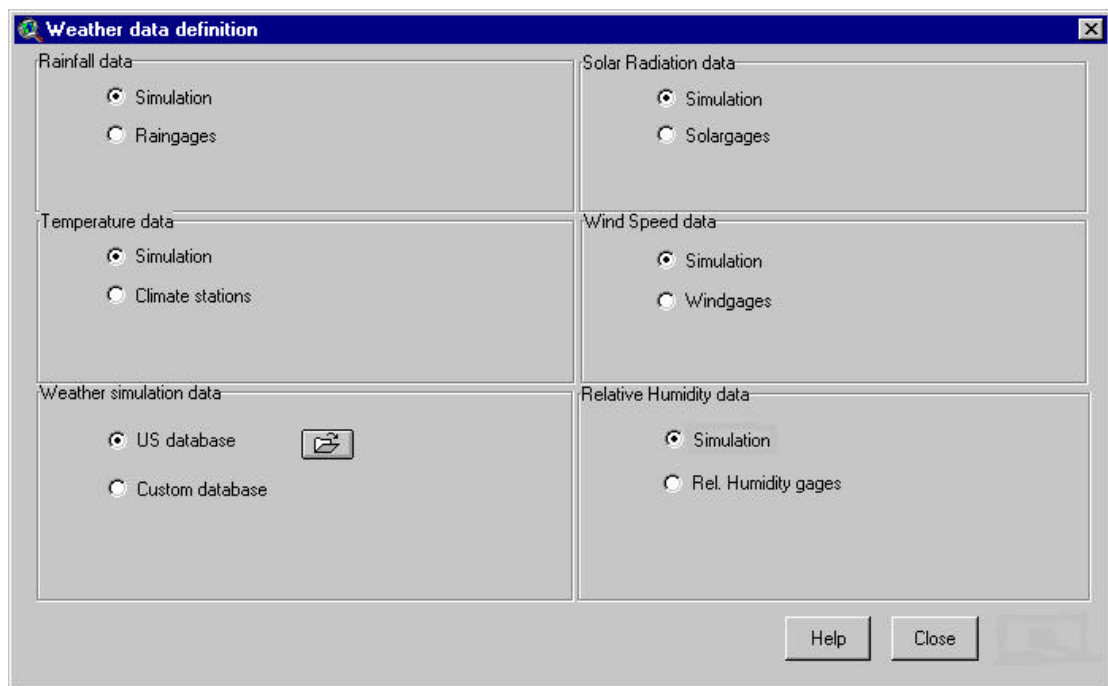 Weather data definition
Rainfall data
Simulation
Raingages
Solar Radiation data
Simulation
Solargages
Temperature data
Simulation
Climate stations
Wind Speed data
Simulation
Windgages
Weather simulation data
US database
Custom database
Relative Humidity data
Simulation
Rel. Humidity gages
Help
Close